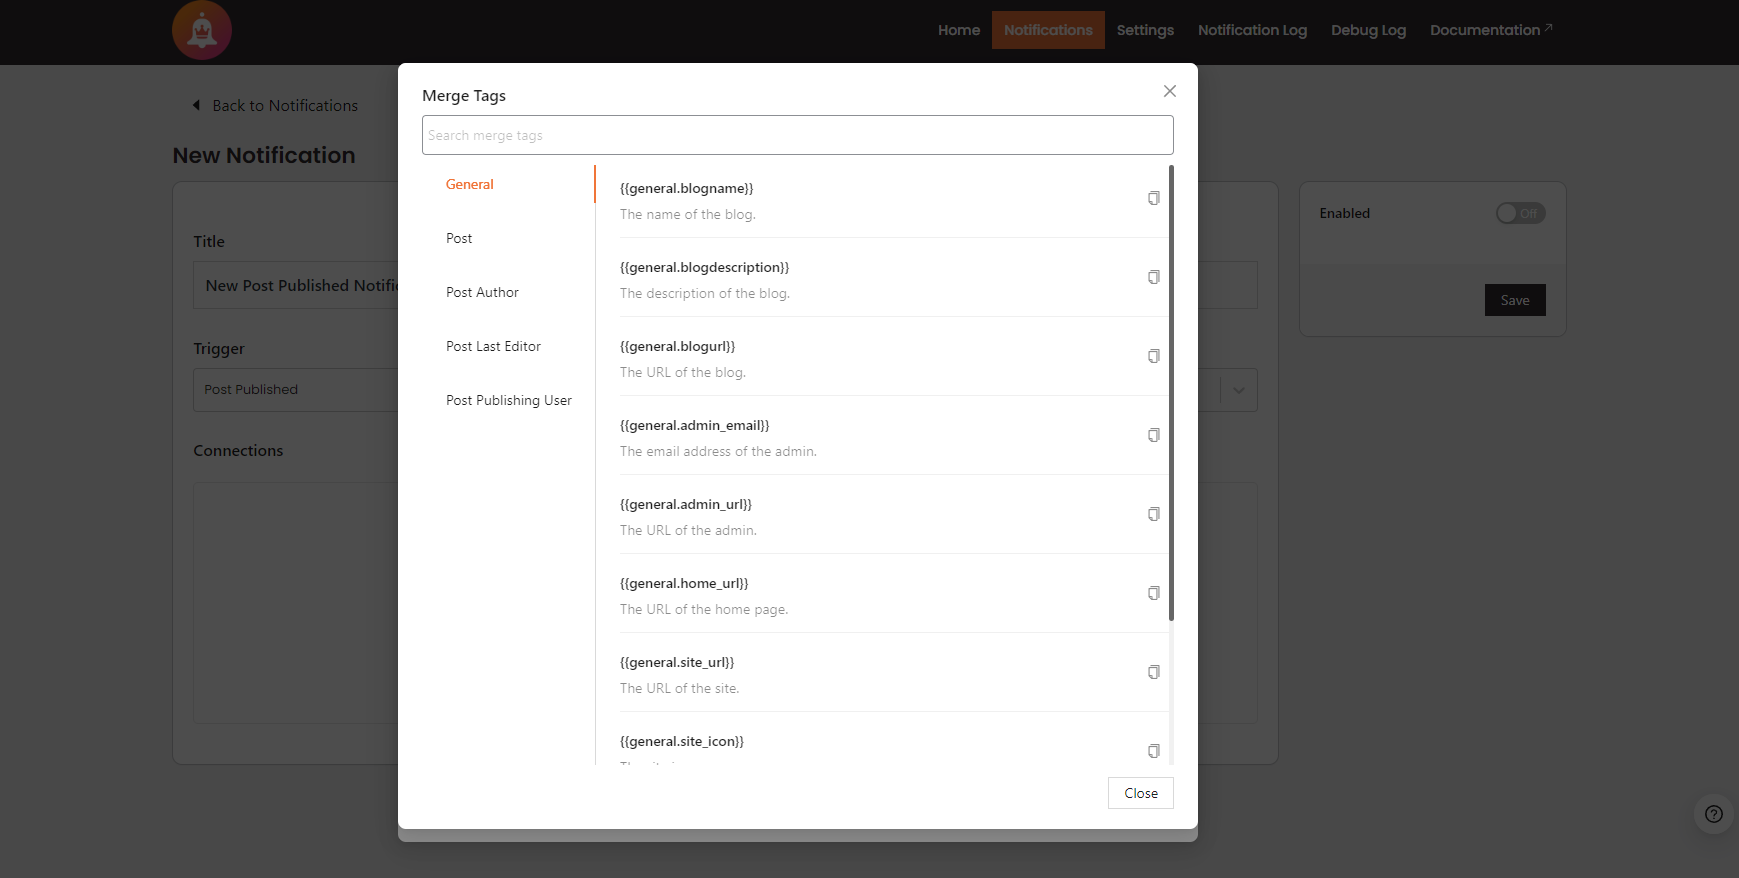 Home Notifications Settings Notification Log Debug Log Documentation
Back to Notifications
New Notification
Title
New Post Published Notifi
Trigger
Post Published
Connections
Enabled
Off
Save
Merge Tags
Search merge tags
General
Post
Post Author
Post Last Editor
Post Publishing User
{{general.blogname}}
The name of the blog.
{{general.blogdescription}}
The description of the blog.
{{general.blogurl}}
The URL of the blog.
{{general.admin_email}}
The email address of the admin.
{{general.admin_url}}
The URL of the admin.
{{general.home_url}}
The URL of the home page.
{{general.site_url}}
The URL of the site.
{{general.site_icon}}
Close